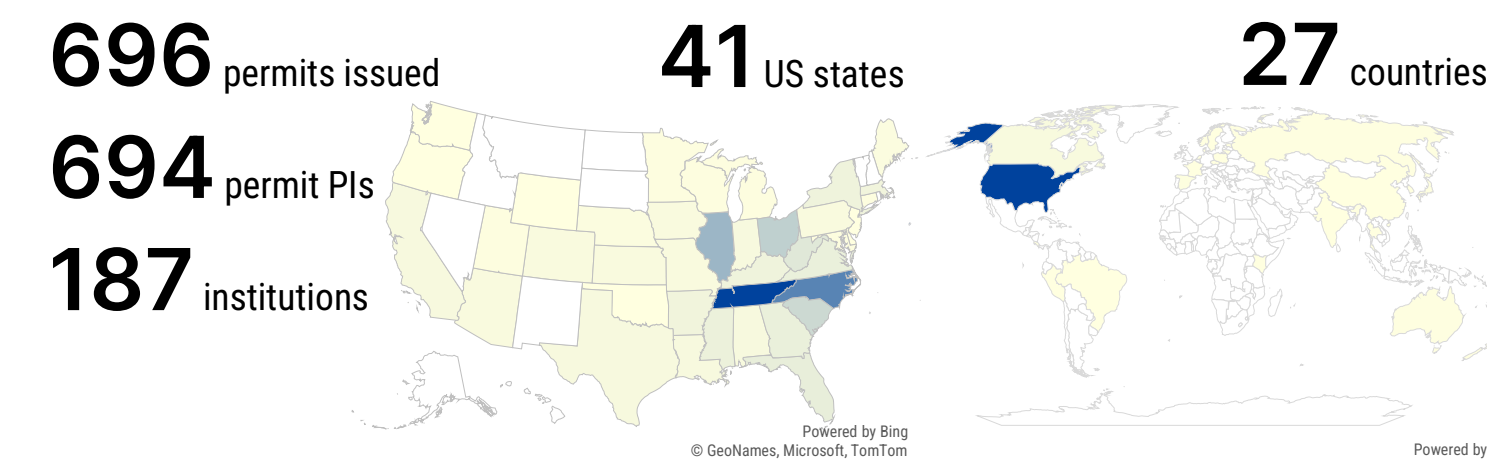 696 permits issued
694 permit PIs
187 institutions
41 US states
Powered by Bing
© GeoNames, Microsoft, TomTom
27 countries
Powered by